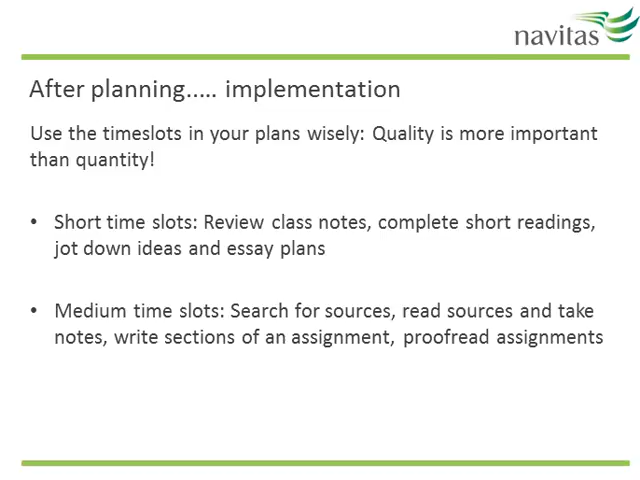 navitas
After planning..... implementation
Use the timeslots in your plans wisely: Quality is more important
than quantity!
• Short time slots: Review class notes, complete short readings,
jot down ideas and essay plans
• Medium time slots: Search for sources, read sources and take
notes, write sections of an assignment, proofread assignments